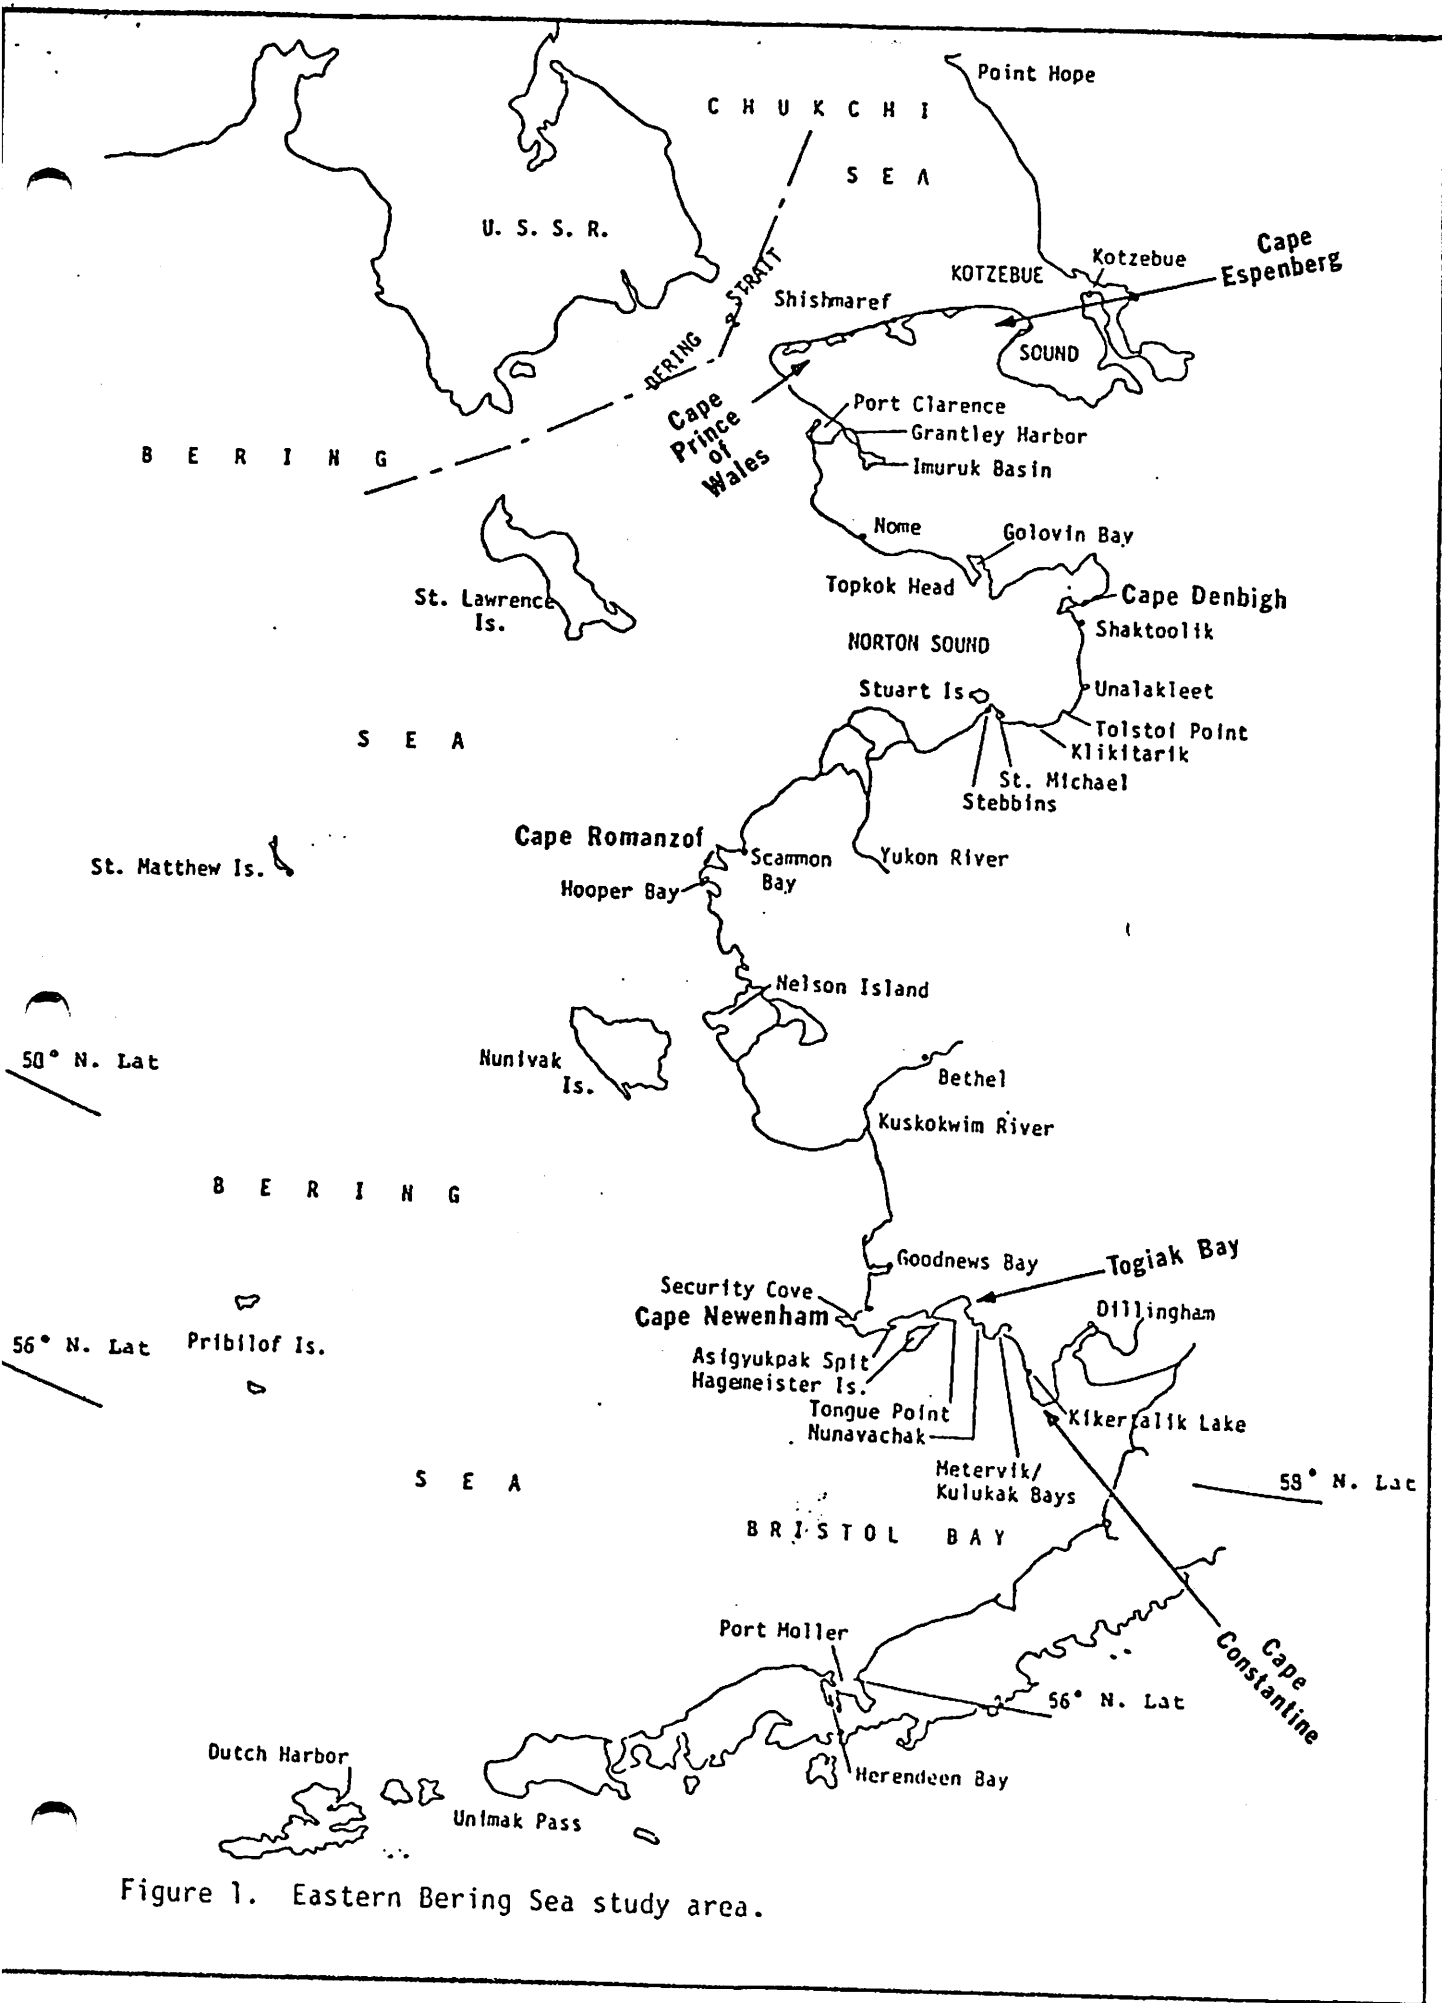 Point Hope
C H U K C H I
S E A
U. S. S. R.
Cape
Espenberg
Kotzebue
KOTZEBUE
SOUND
STRAIT
BERING
Shishmaref
Cape
Prince
of
Wales
Port Clarence
Grantley Harbor
Imuruk Basin
B E R I N G
Nome
Golovin Bay
Topkok Head
Cape Denbigh
St. Lawrence
Is.
Shaktoolik
NORTON SOUND
Stuart Is
Unalakleet
Tolstoi Point
Klikitarik
St. Michael
Stebbins
S E A
Cape Romanzof
Scammon
Bay
Yukon River
St. Matthew Is.
Hooper Bay
Nelson Island
Nunivak
Is.
58° N. Lat
Bethel
Kuskokwim River
B E R I N G
Goodnews Bay
Togiak Bay
Security Cove
Cape Newenham
Dillingham
56° N. Lat
Pribilof Is.
Asigyukpak Spit
Hagemeister Is.
Tongue Point
Nunavachak
Kikertalik Lake
Metervik/
Kulukak Bays
S E A
58° N. Lat
B R I S T O L B A Y
Port Moller
Cape
Constantine
56° N. Lat
Dutch Harbor
Herendeen Bay
Unimak Pass
Figure 1. Eastern Bering Sea study area.